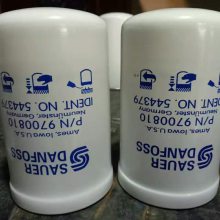 SAUER
DANFOSS
Ames, Iowa U.S.A.
Neumünster, Germany
P/N 9700810
IDENT. NO. 544379
SAUER
DANFOSS
Ames, Iowa U.S.A.
Neumünster, Germany
P/N 9700810
IDENT. NO. 544379